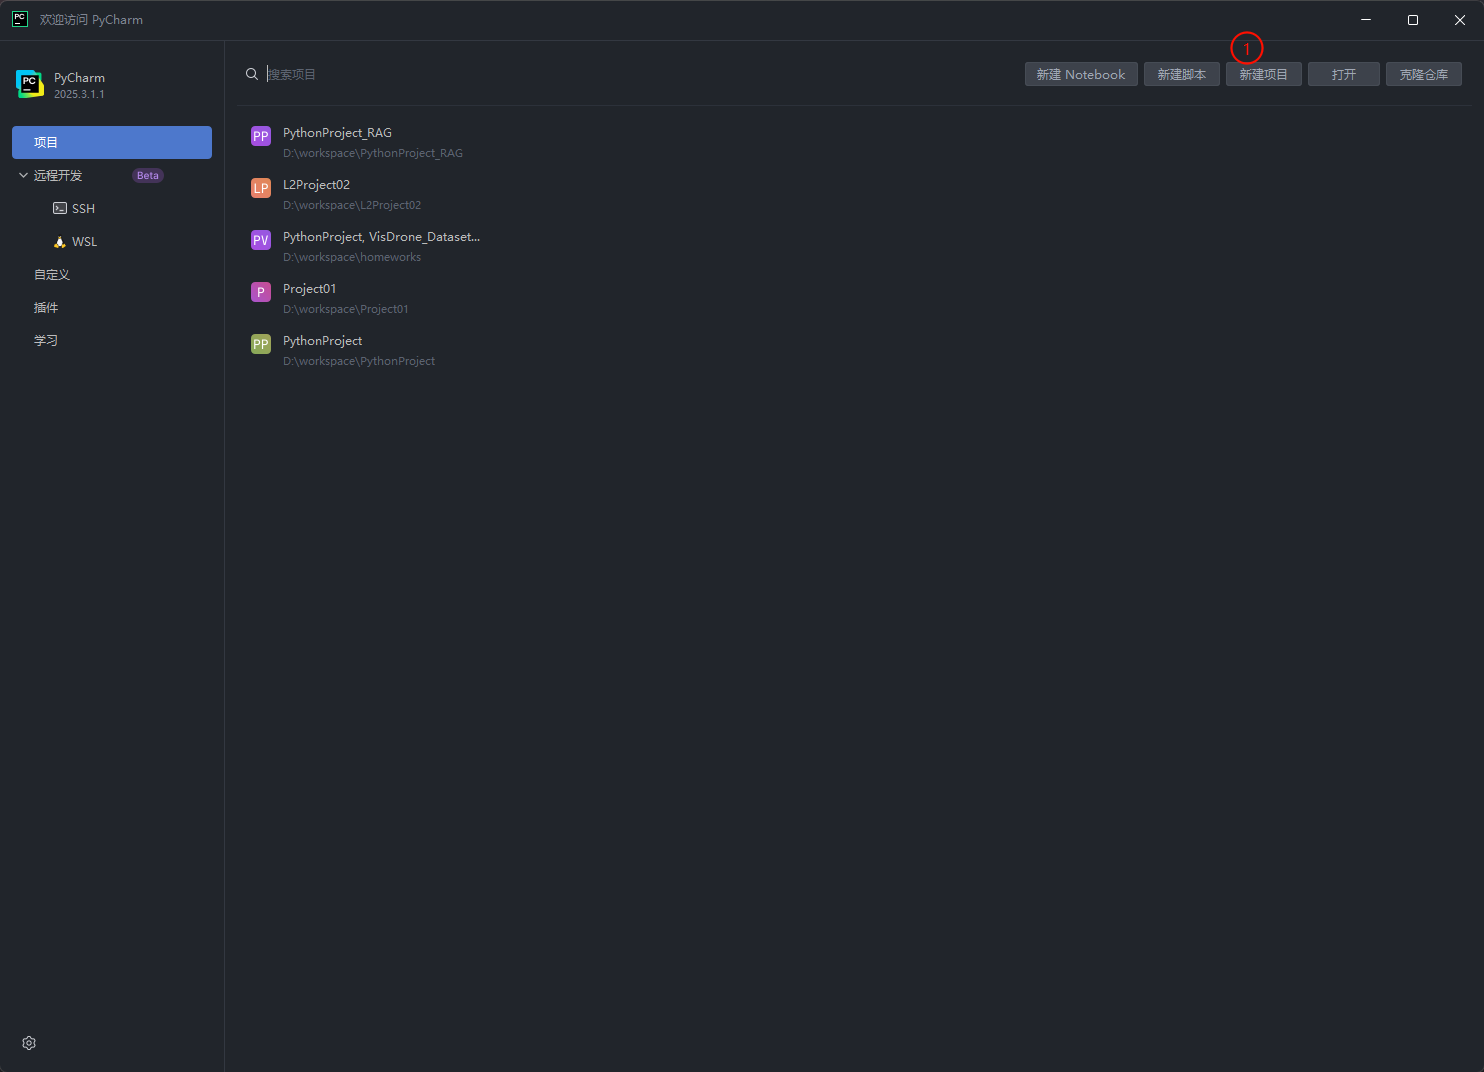 PC 欢迎访问 PyCharm
PC PyCharm
2025.3.1.1
项目
远程开发 Beta
SSH
WSL
自定义
插件
学习
搜索项目
1
新建 Notebook 新建脚本 新建项目 打开 克隆仓库
PP PythonProject_RAG
D:\workspace\PythonProject_RAG
LP L2Project02
D:\workspace\L2Project02
PV PythonProject, VisDrone_Dataset...
D:\workspace\homeworks
P Project01
D:\workspace\Project01
PP PythonProject
D:\workspace\PythonProject